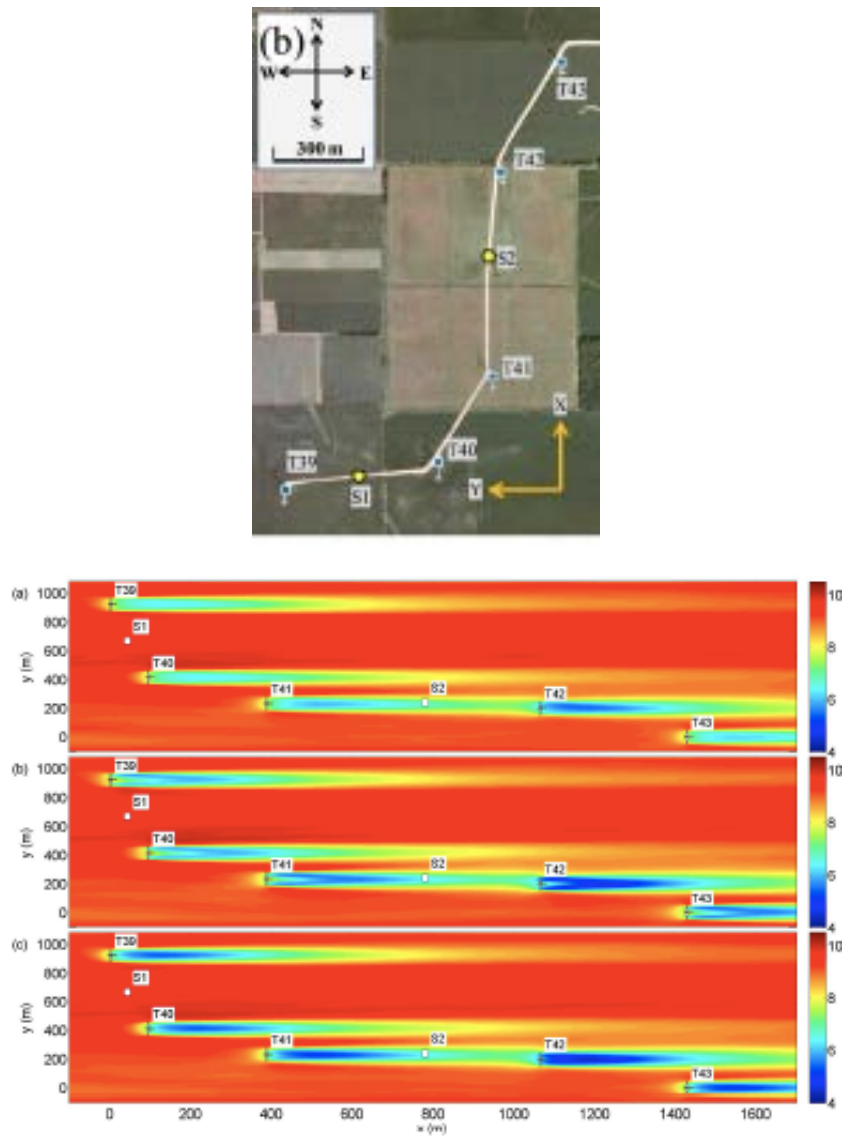 (b)
N
W E
S
300 m
T43
T42
S2
T41
X
T40
T39
Y
S1
(a)
1000
800
600
400
200
0
y (m)
T39
S1
T40
T41
S2
T42
T43
10
8
6
4
(b)
1000
800
600
400
200
0
y (m)
T39
S1
T40
T41
S2
T42
T43
10
8
6
4
(c)
1000
800
600
400
200
0
y (m)
T39
S1
T40
T41
S2
T42
T43
10
8
6
4
0 200 400 600 800 1000 1200 1400 1600
x (m)